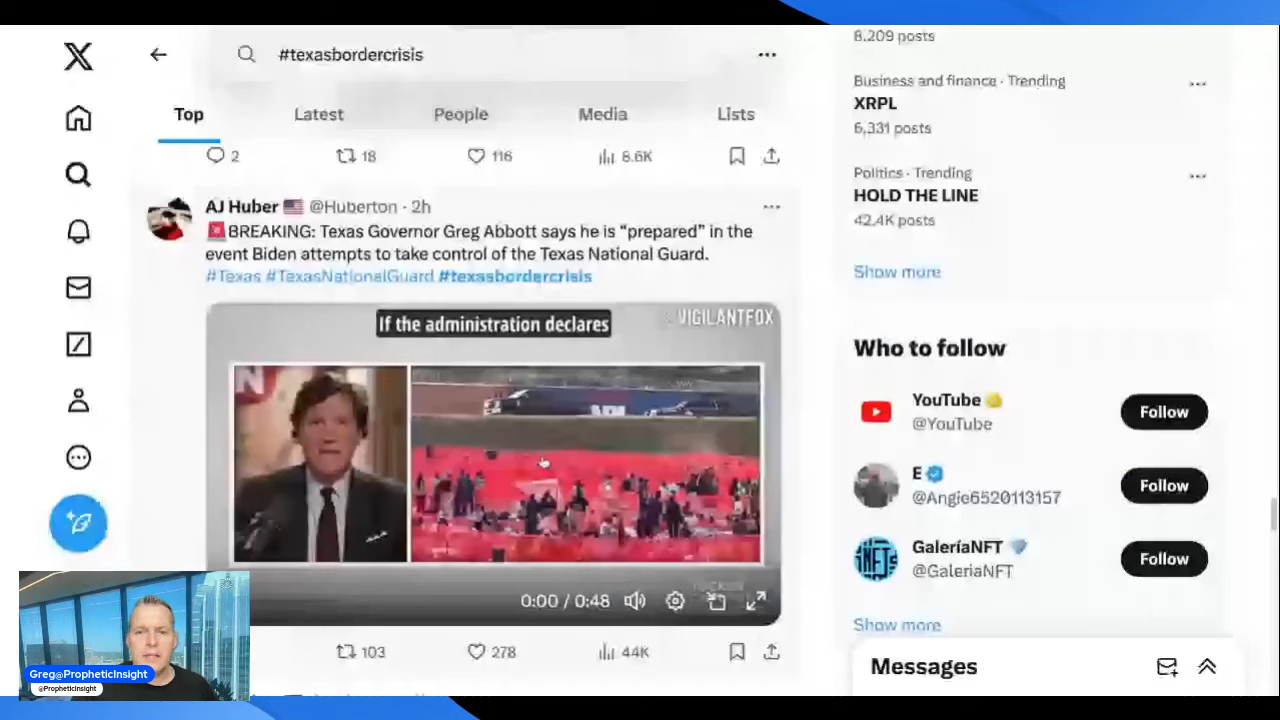 #texasbordercrisis
Top
Latest
People
Media
Lists
2
18
116
8.6K
AJ Huber @Huberton · 2h
BREAKING: Texas Governor Greg Abbott says he is “prepared” in the
event Biden attempts to take control of the Texas National Guard.
#Texas #TexasNationalGuard #texasbordercrisis
If the administration declares
VIGILANTFOX
0:00 / 0:48
103
278
44K
8,209 posts
Business and finance · Trending
XRPL
6,331 posts
Politics · Trending
HOLD THE LINE
42.4K posts
Show more
Who to follow
YouTube
@YouTube
Follow
E
@Angie6520113157
Follow
NFTs
GaleríaNFT
@GaleriaNFT
Follow
Show more
Messages
Greg@PropheticInsight
@PropheticInsight